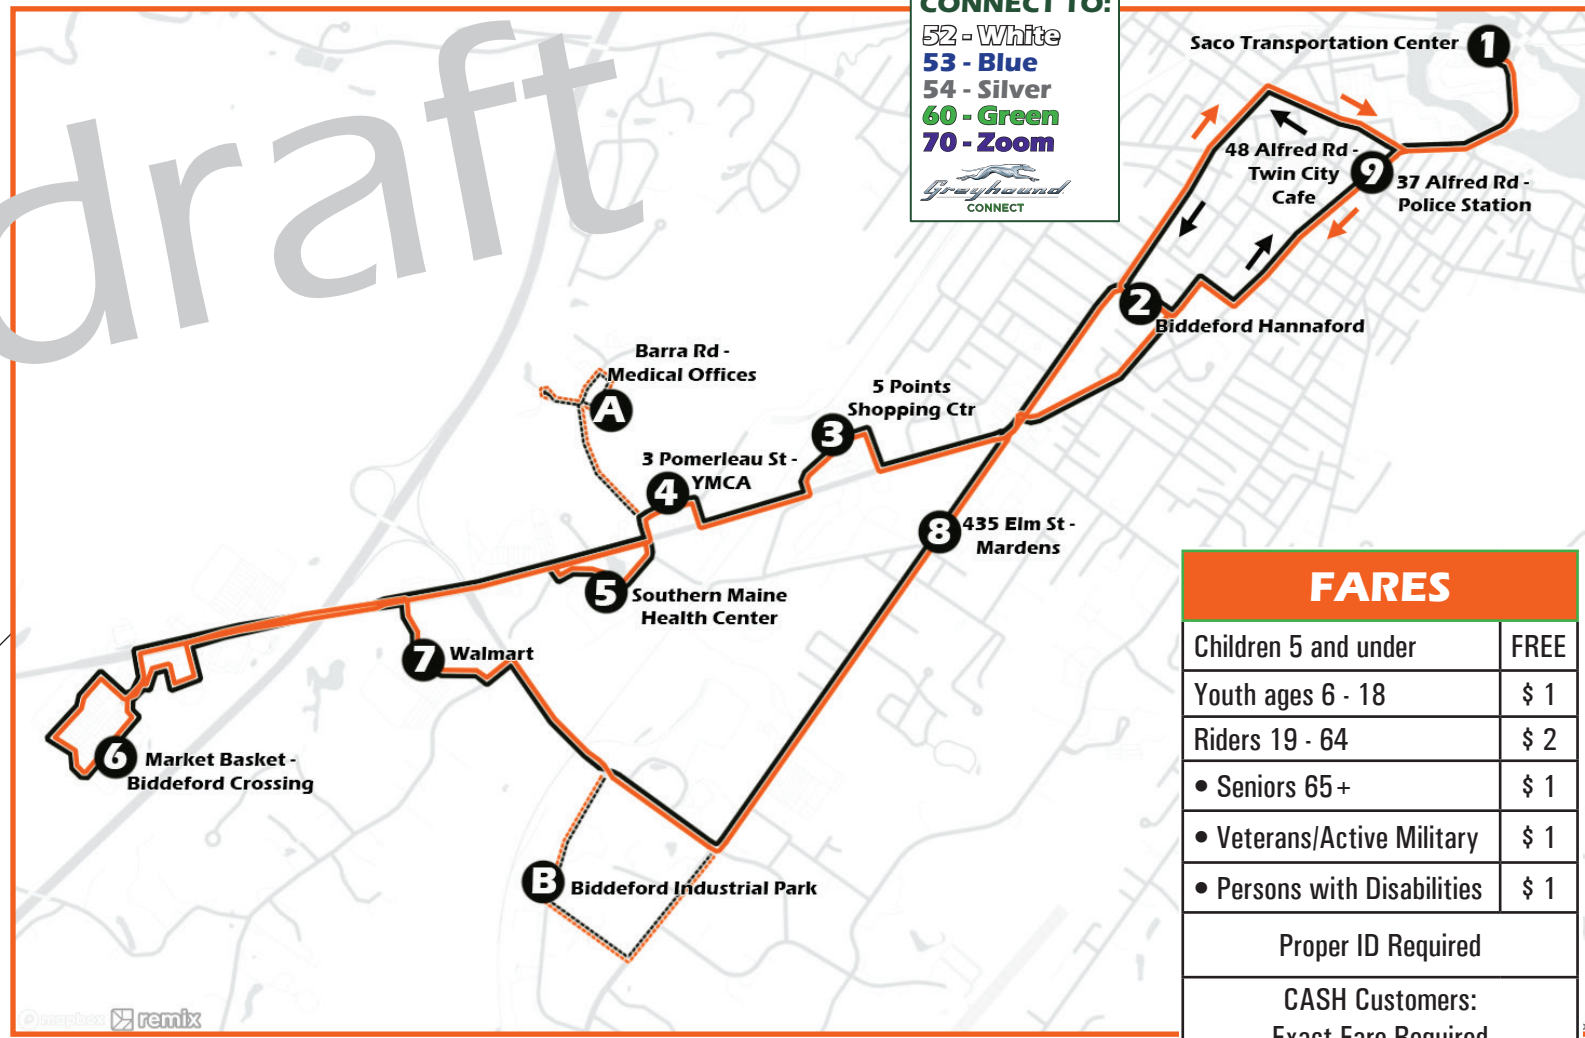 CONNECT TO:
52 - White
53 - Blue
54 - Silver
60 - Green
70 - Zoom
Greyhound
CONNECT
draft
Saco Transportation Center
1
48 Alfred Rd -
Twin City
Cafe
9
37 Alfred Rd -
Police Station
2
Biddeford Hannaford
Barra Rd -
Medical Offices
A
5 Points
Shopping Ctr
3
3 Pomerleau St -
YMCA
4
8
435 Elm St -
Mardens
5
Southern Maine
Health Center
7
Walmart
6
Market Basket -
Biddeford Crossing
B
Biddeford Industrial Park
FARES
Children 5 and under FREE
Youth ages 6 - 18 $ 1
Riders 19 - 64 $ 2
• Seniors 65+ $ 1
• Veterans/Active Military $ 1
• Persons with Disabilities $ 1
Proper ID Required
CASH Customers:
Exact Fare Required
mapbox remix